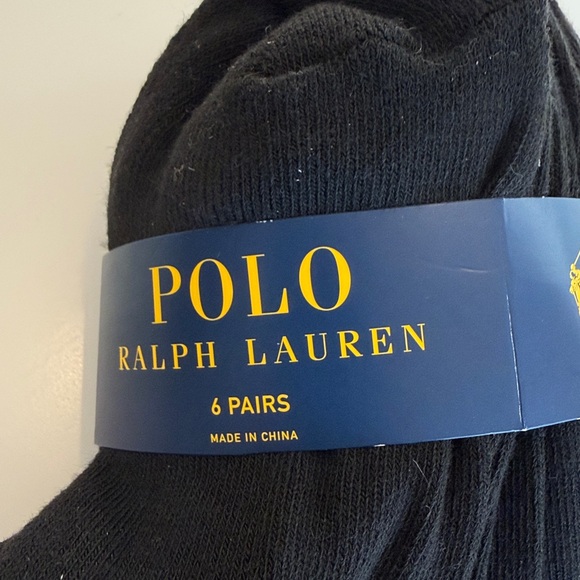 POLO
RALPH LAUREN
6 PAIRS
MADE IN CHINA